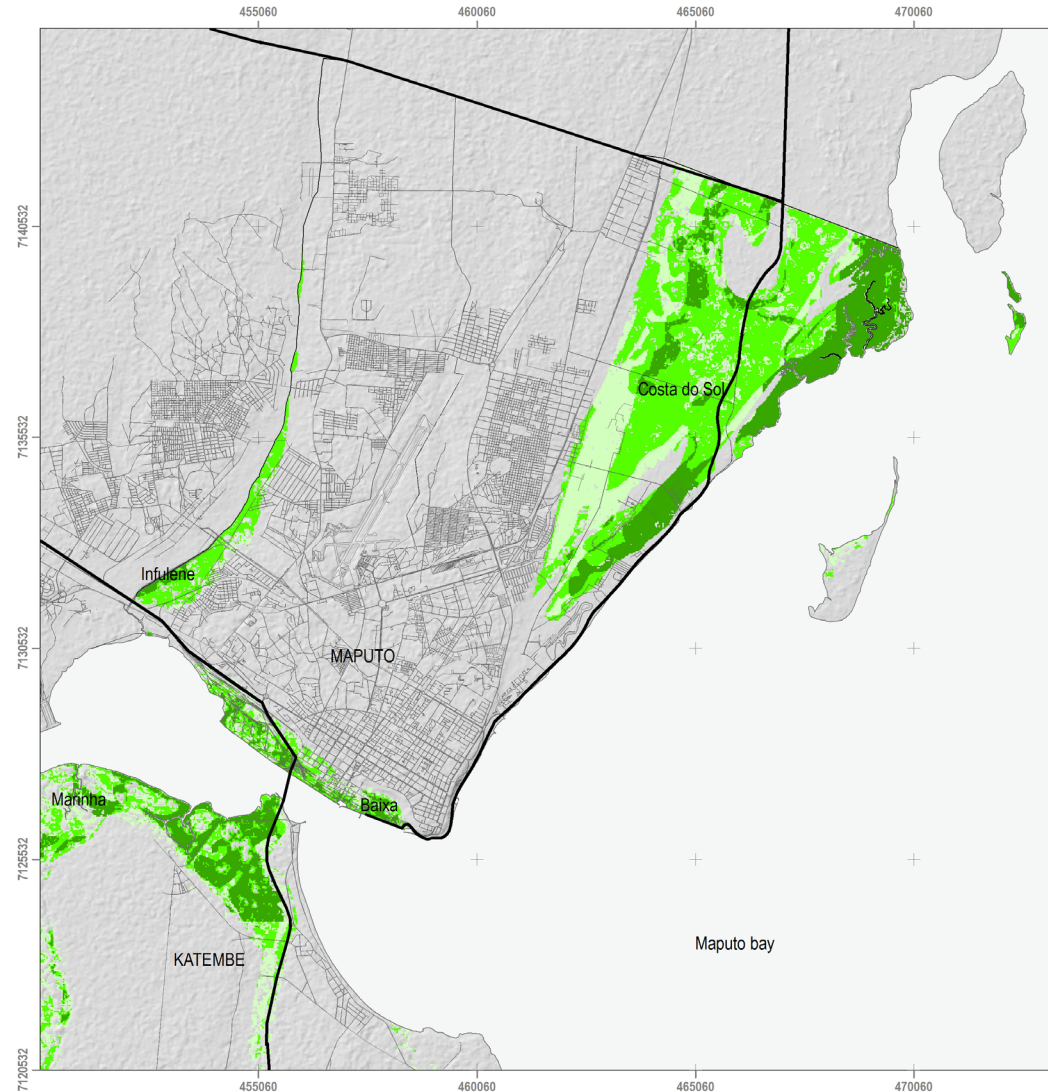 455060
460060
465060
470060
7140532
7135532
7130532
7125532
7120532
Costa do Sol
Infulene
MAPUTO
Marinha
Baixa
KATEMBE
Maputo bay
455060
460060
465060
470060